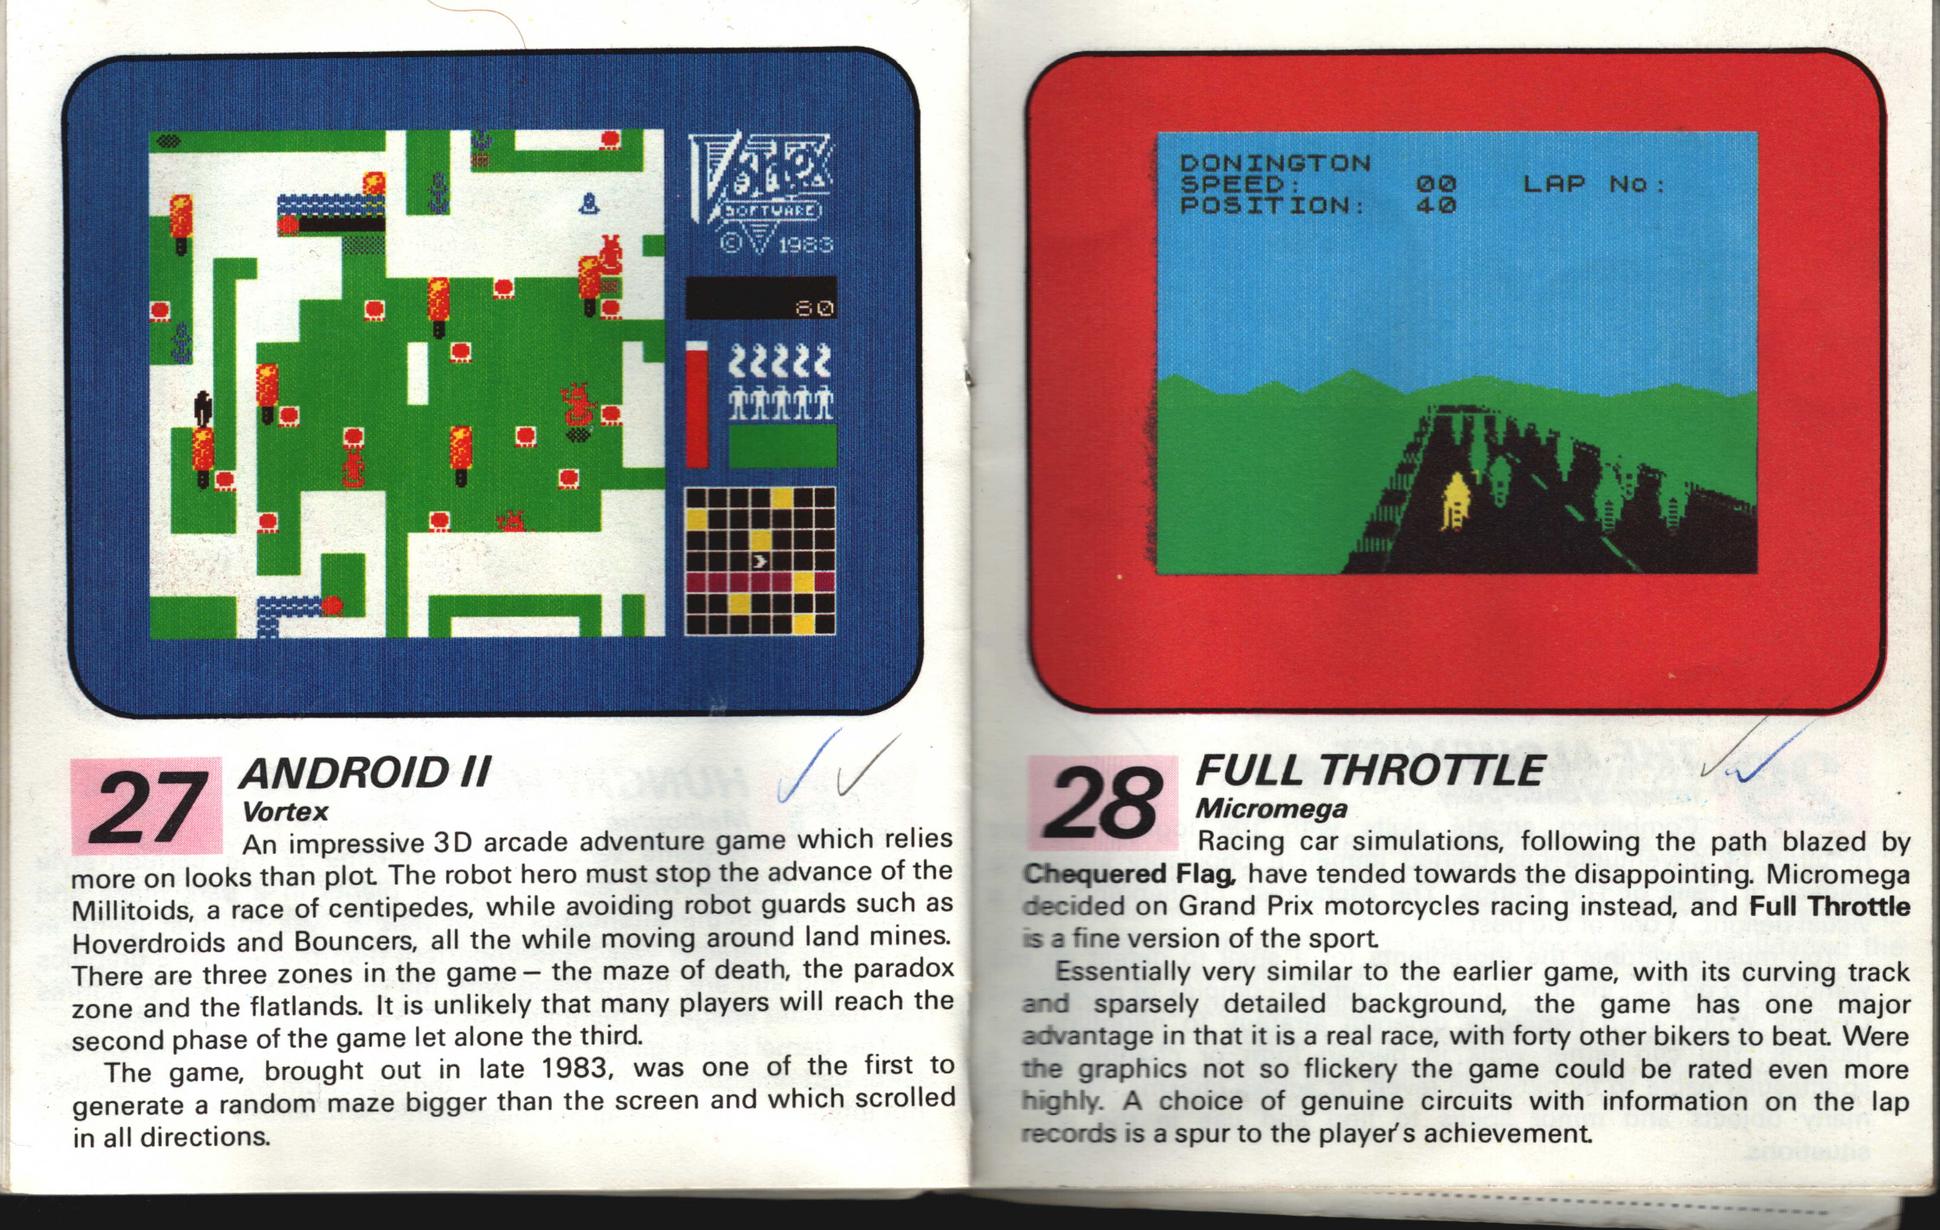 Vortex
SOFTWARE
© 1983
80
27
ANDROID II
Vortex
An impressive 3D arcade adventure game which relies
more on looks than plot. The robot hero must stop the advance of the
Millitoids, a race of centipedes, while avoiding robot guards such as
Hoverdroids and Bouncers, all the while moving around land mines.
There are three zones in the game – the maze of death, the paradox
zone and the flatlands. It is unlikely that many players will reach the
second phase of the game let alone the third.
The game, brought out in late 1983, was one of the first to
generate a random maze bigger than the screen and which scrolled
in all directions.
DONINGTON
SPEED: 00 LAP No:
POSITION: 40
28
FULL THROTTLE
Micromega
Racing car simulations, following the path blazed by
Chequered Flag, have tended towards the disappointing. Micromega
decided on Grand Prix motorcycles racing instead, and Full Throttle
is a fine version of the sport.
Essentially very similar to the earlier game, with its curving track
and sparsely detailed background, the game has one major
advantage in that it is a real race, with forty other bikers to beat. Were
the graphics not so flickery the game could be rated even more
highly. A choice of genuine circuits with information on the lap
records is a spur to the player's achievement.